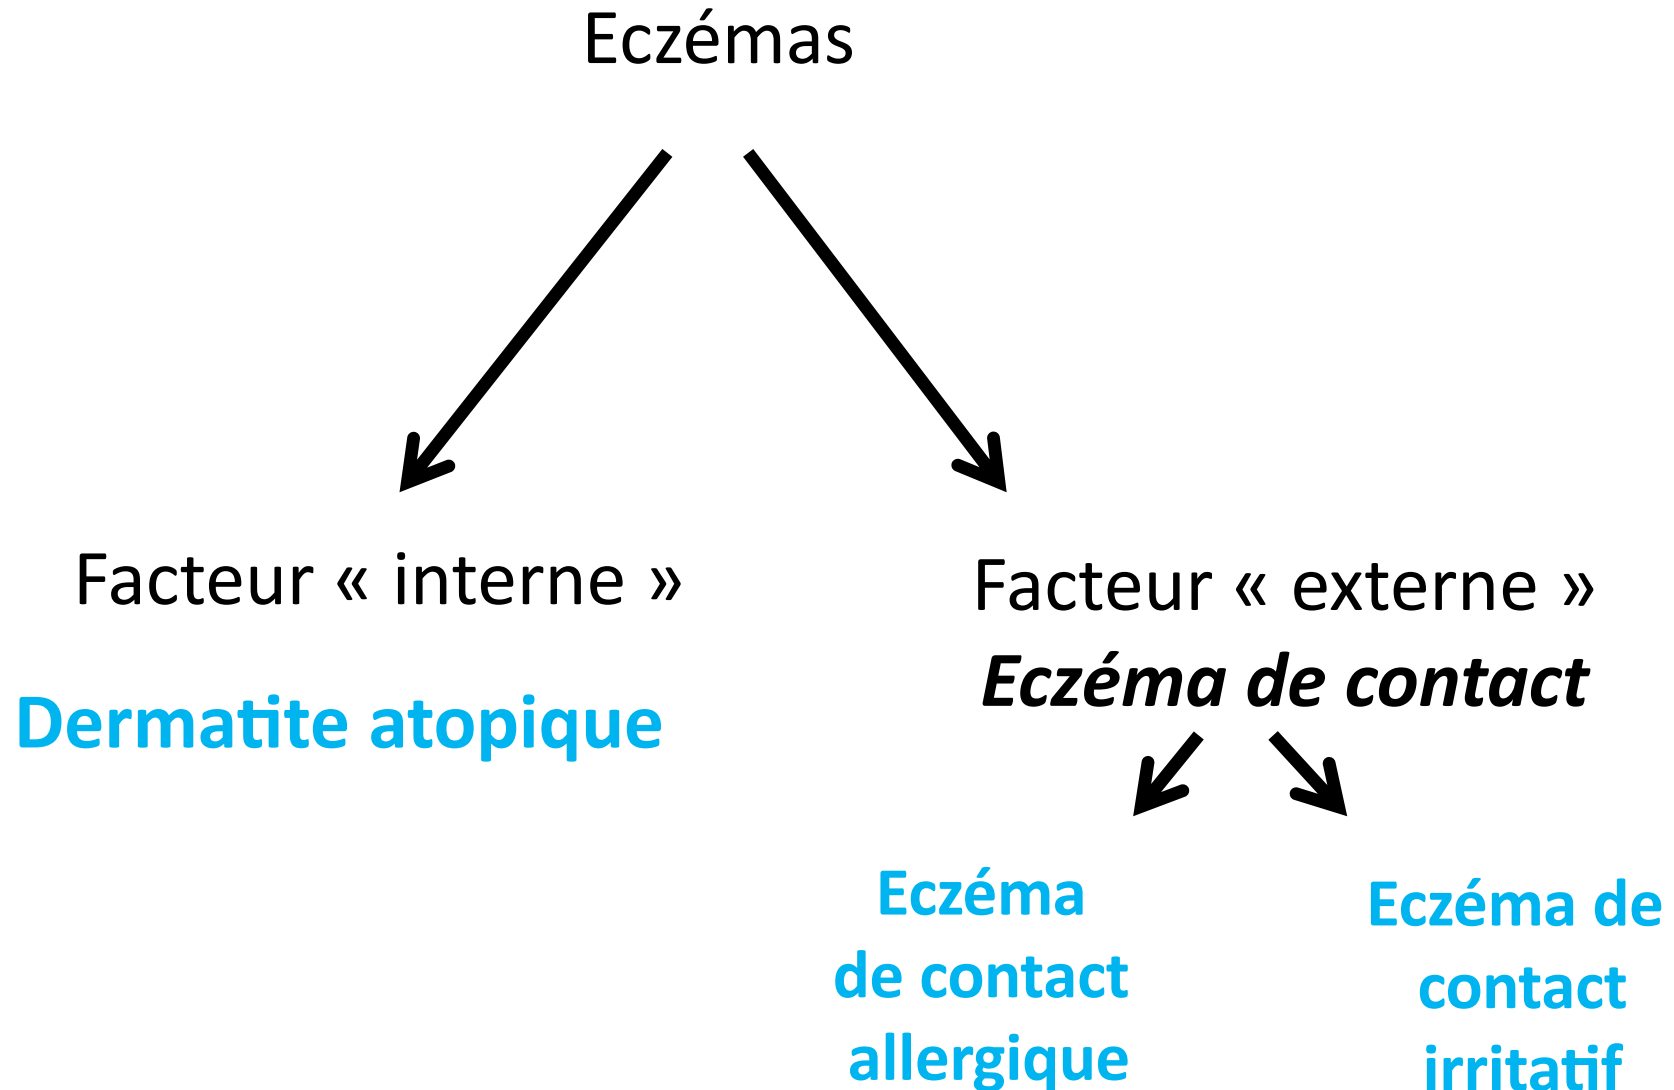 Eczémas
Facteur « interne »
Dermatite atopique
Facteur « externe »
Eczéma de contact
Eczéma
de contact
allergique
Eczéma de
contact
irritatif